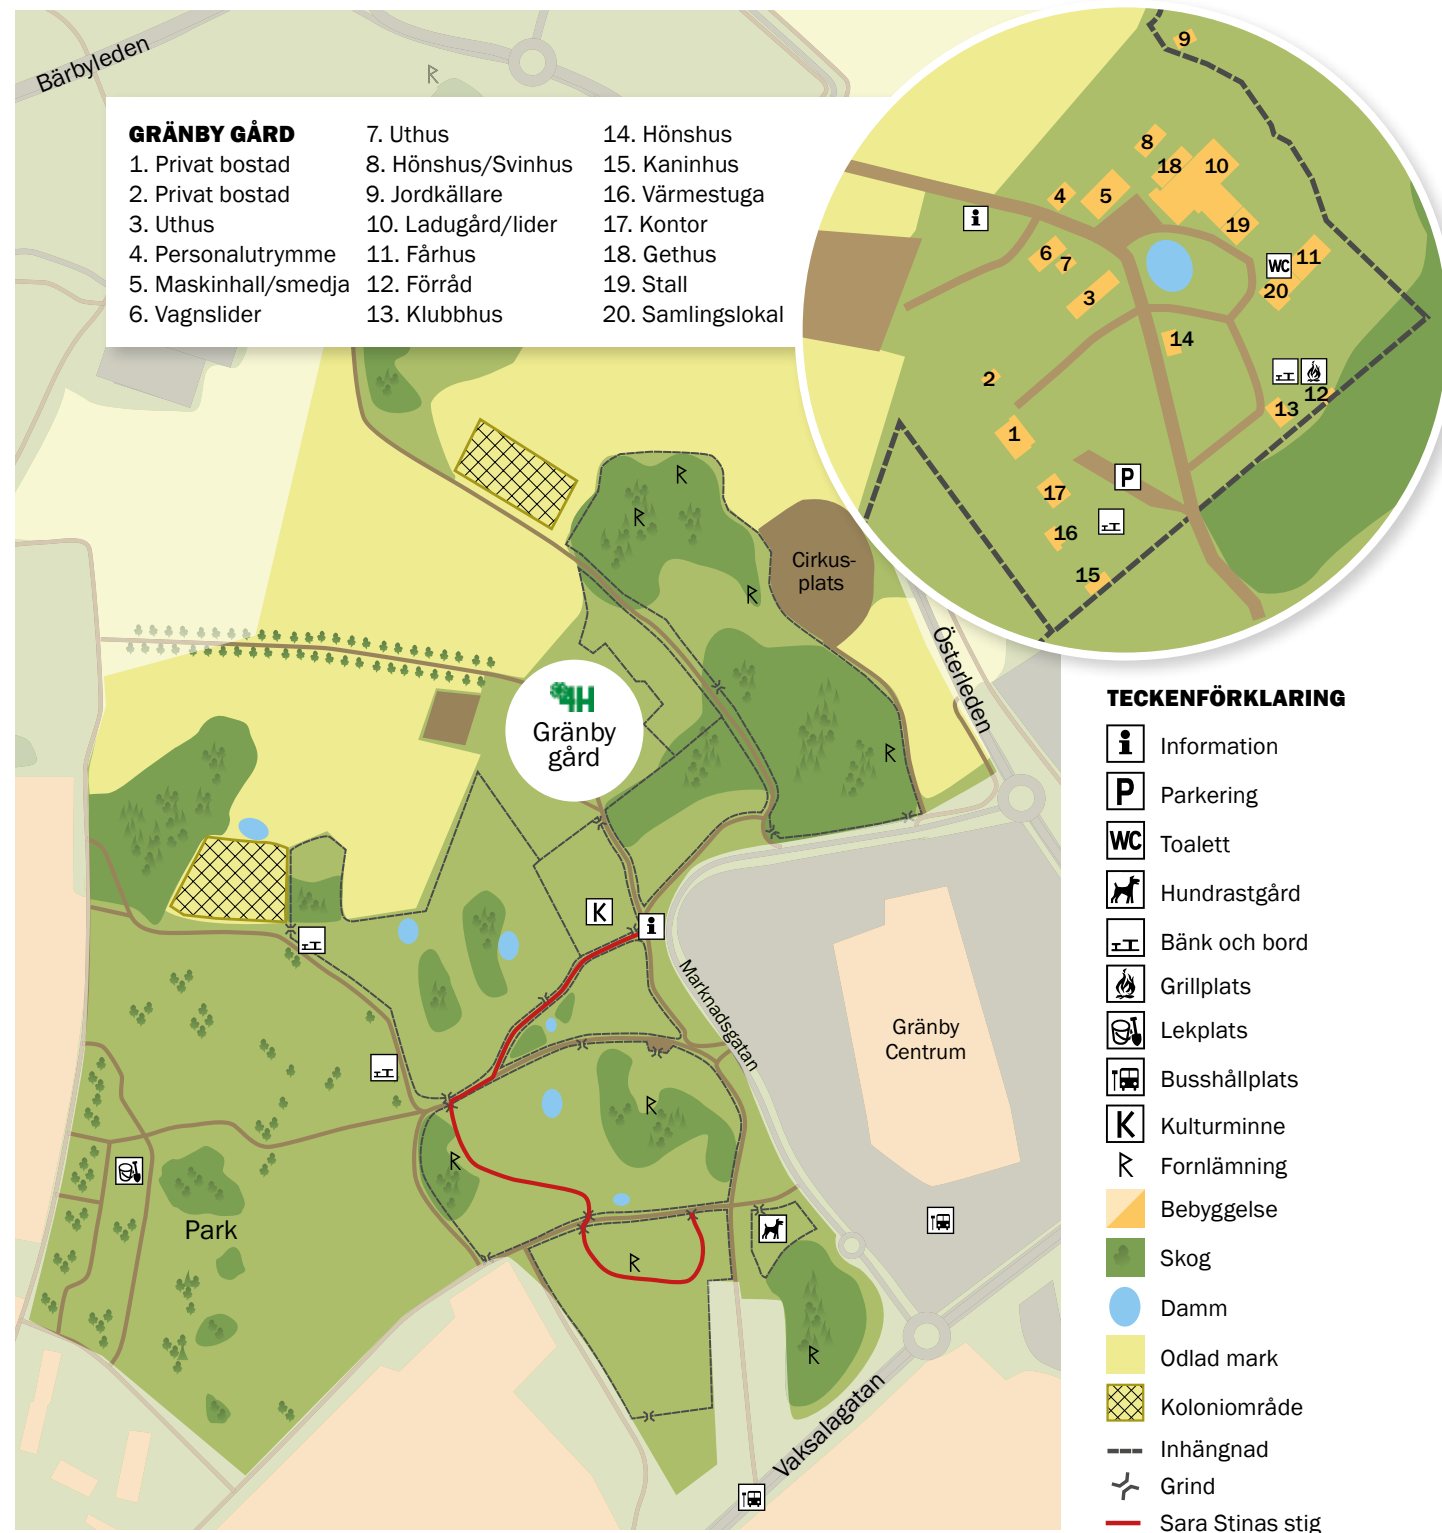 Bärbyleden
R
GRÄNBY GÅRD
1. Privat bostad
2. Privat bostad
3. Uthus
4. Personalutrymme
5. Maskinhall/smedja
6. Vagnslider
7. Uthus
8. Hönshus/Svinhus
9. Jordkällare
10. Ladugård/lider
11. Fårhus
12. Förråd
13. Klubbhus
14. Hönshus
15. Kaninhus
16. Värmestuga
17. Kontor
18. Gethus
19. Stall
20. Samlingslokal
9
8
18
10
4
5
i
19
6
7
WC
11
3
20
14
2
12
13
1
P
17
16
15
R
R
R
Cirkus-
plats
Österleden
4H
Gränby
gård
R
K
i
Marknadsgatan
Gränby
Centrum
R
R
Park
R
R
Vaksalagatan
TECKENFÖRKLARING
i Information
P Parkering
WC Toalett
Hundrastgård
Bänk och bord
Grillplats
Lekplats
Busshållplats
K Kulturminne
R Fornlämning
Bebyggelse
Skog
Damm
Odlad mark
Koloniområde
Inhängnad
Grind
Sara Stinas stig